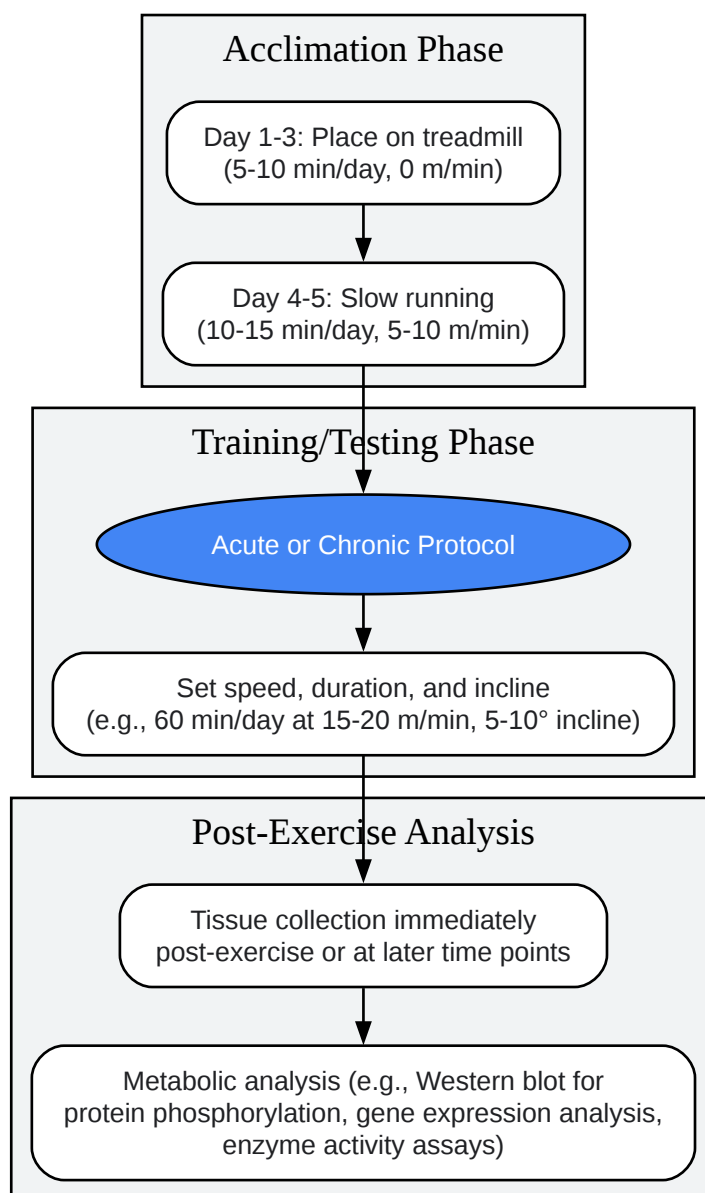 Acclimation Phase
Day 1-3: Place on treadmill
(5-10 min/day, 0 m/min)
Day 4-5: Slow running
(10-15 min/day, 5-10 m/min)
Training/Testing Phase
Acute or Chronic Protocol
Set speed, duration, and incline
(e.g., 60 min/day at 15-20 m/min, 5-10° incline)
Post-Exercise Analysis
Tissue collection immediately
post-exercise or at later time points
Metabolic analysis (e.g., Western blot for
protein phosphorylation, gene expression analysis,
enzyme activity assays)